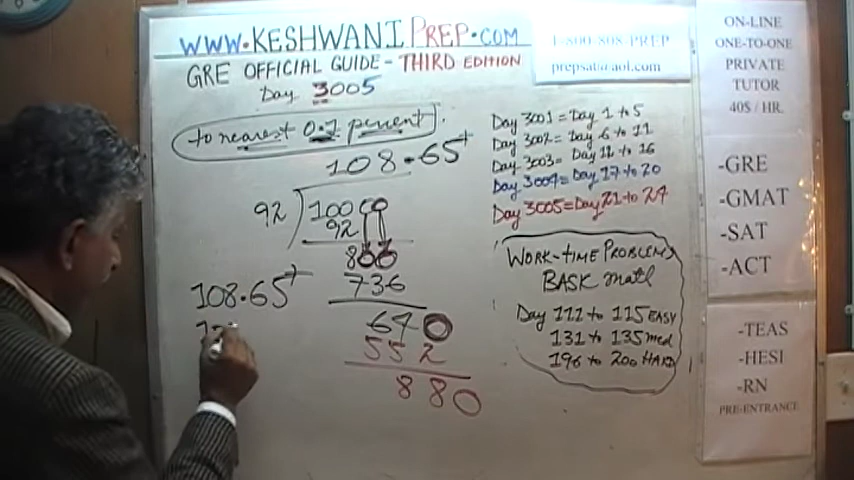 WWW.KESHWANIPREP.COM
1-800-808-PREP
prepsat@aol.com
GRE OFFICIAL GUIDE - THIRD EDITION
Day 3005
to nearest 0.1 percent.
108.65+
92 10000
92
800
736
640
552
880
108.65+
Day 3001 = Day 1 to 5
Day 3002 = Day 6 to 11
Day 3003 = Day 12 to 16
Day 3004 = Day 17 to 20
Day 3005 = Day 21 to 24
WORK-time PROBLEMS
BASK math
Day 111 to 115 EASY
131 to 135 med
196 to 200 HARD
ON-LINE
ONE-TO-ONE
PRIVATE
TUTOR
40$ / HR.
-GRE
-GMAT
-SAT
-ACT
-TEAS
-HESI
-RN
PRE-ENTRANCE